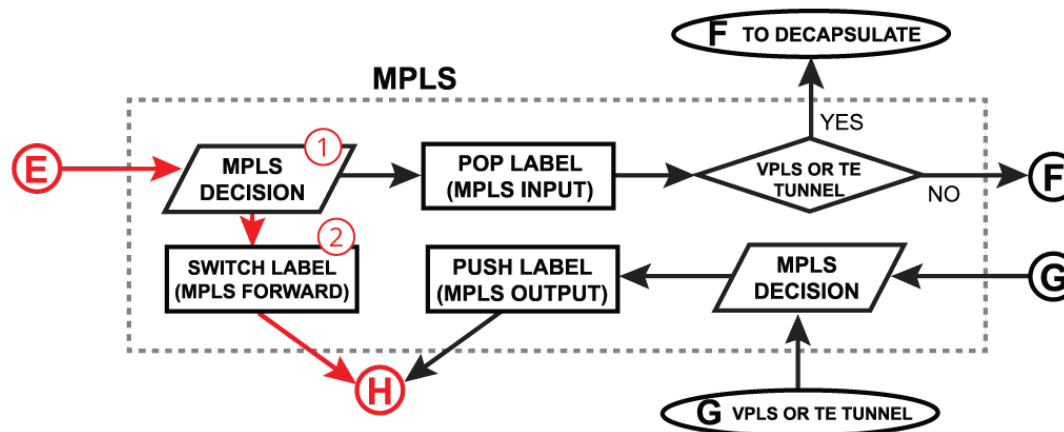 F TO DECAPSULATE
MPLS
YES
E
MPLS
DECISION
1
POP LABEL
(MPLS INPUT)
VPLS OR TE
TUNNEL
NO
F
SWITCH LABEL
(MPLS FORWARD)
2
PUSH LABEL
(MPLS OUTPUT)
MPLS
DECISION
G
H
G VPLS OR TE TUNNEL